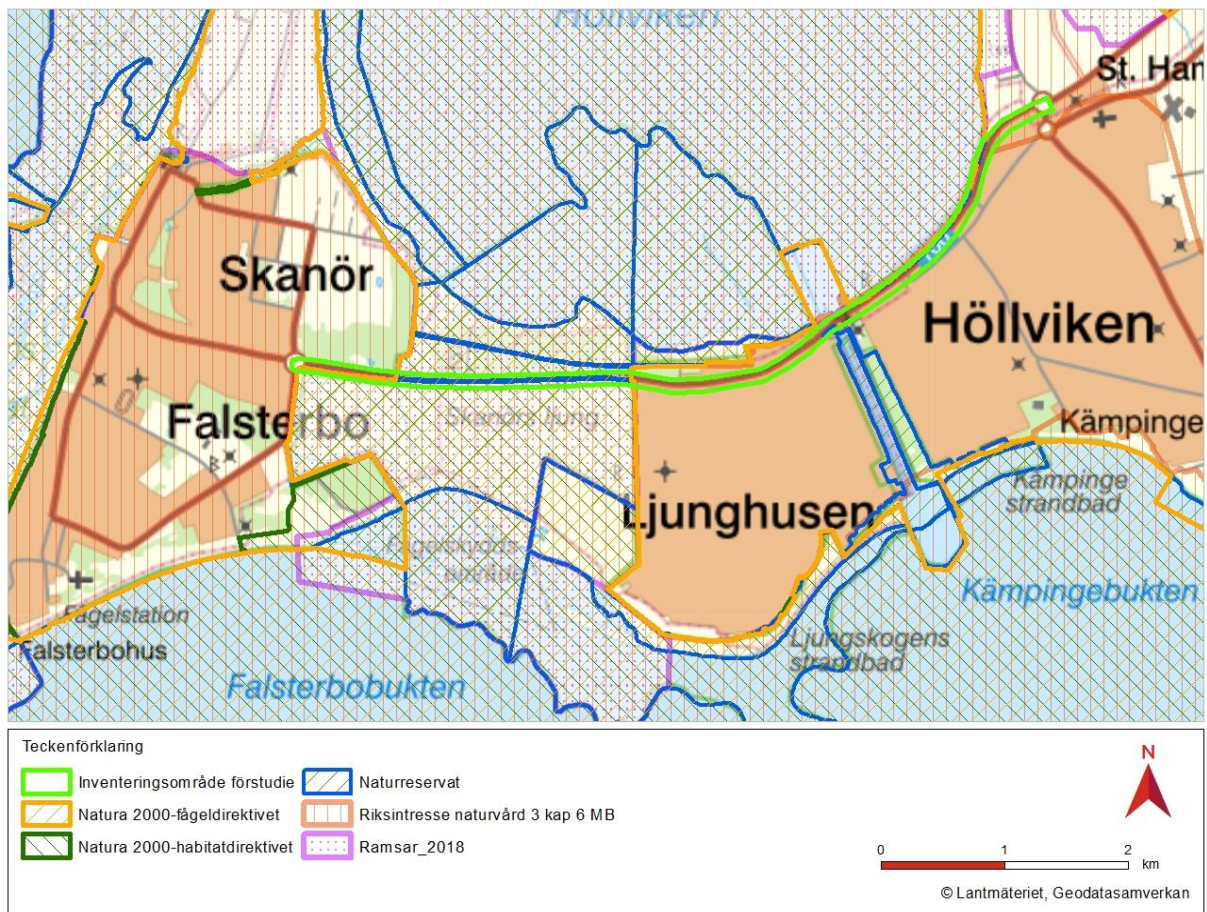 Höllviken
St. Han
Skanör
Höllviken
Falsterbo
Skanörs ljung
Kämpinge
Ljunghusen
Kämpinge
strandbad
Fågelskydds-
område
Kämpingebukten
Fågelstation
Ljungskogens
strandbad
Falsterbohus
Falsterbobukten
Teckenförklaring
Inventeringsområde förstudie
Naturreservat
Natura 2000-fågeldirektivet
Riksintresse naturvård 3 kap 6 MB
Natura 2000-habitatdirektivet
Ramsar_2018
N
0 1 2
km
© Lantmäteriet, Geodatasamverkan